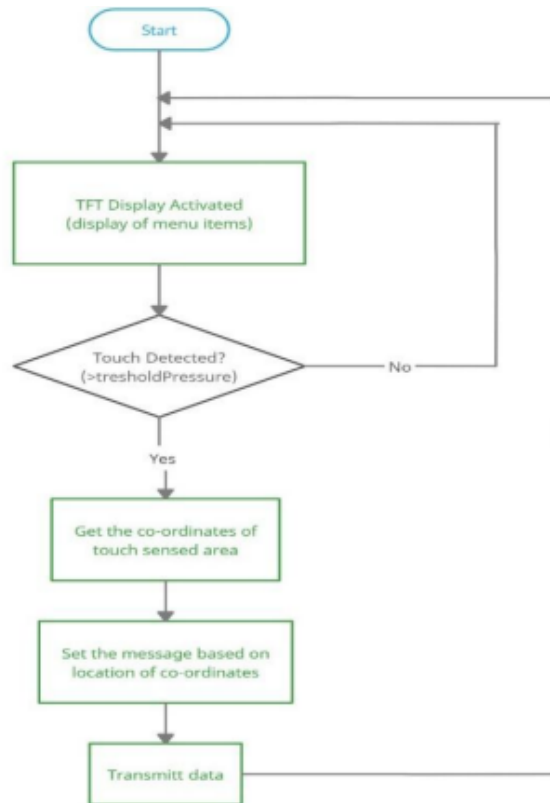 Start
TFT Display Activated
(display of menu items)
Touch Detected?
(>tresholdPressure)
No
Yes
Get the co-ordinates of
touch sensed area
Set the message based on
location of co-ordinates
Transmitt data